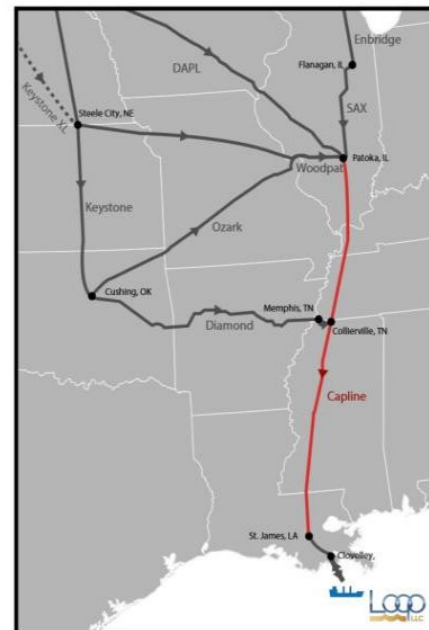 Enbridge
DAPL
Flanagan, IL
Keystone XL
SAX
Steele City, NE
Woodpat
Patoka, IL
Keystone
Ozark
Cushing, OK
Memphis, TN
Diamond
Collierville, TN
Capline
St. James, LA
Clovelley,
LOOP
LLC